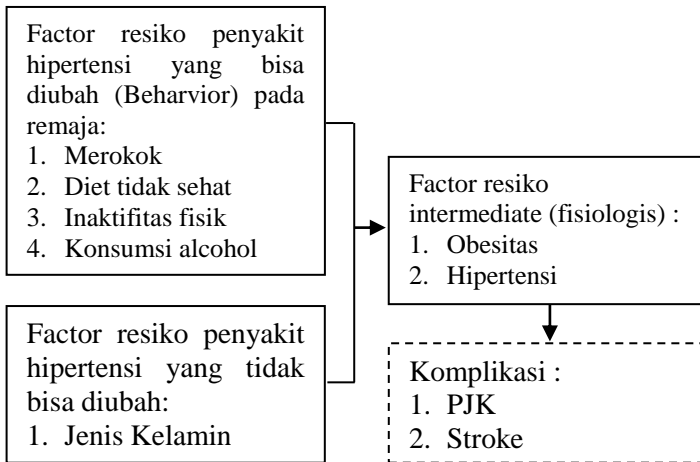 Factor resiko penyakit
hipertensi yang bisa
diubah (Beharvior) pada
remaja:
1. Merokok
2. Diet tidak sehat
3. Inaktifitas fisik
4. Konsumsi alcohol
Factor resiko penyakit
hipertensi yang tidak
bisa diubah:
1. Jenis Kelamin
Factor resiko
intermediate (fisiologis) :
1. Obesitas
2. Hipertensi
Komplikasi :
1. PJK
2. Stroke